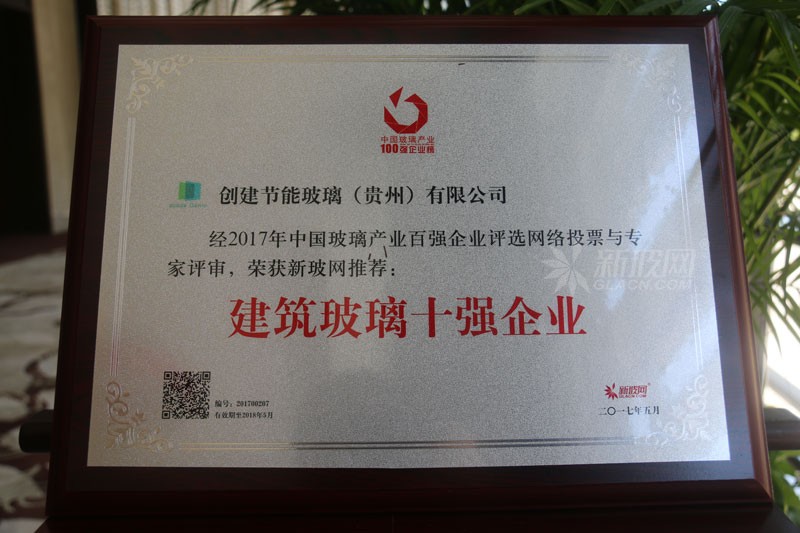 中国玻璃产业
100强企业榜
创建节能玻璃（贵州）有限公司
经2017年中国玻璃产业百强企业评选网络投票与专
家评审，荣获新玻网推荐：
新玻网
GLACN.COM
建筑玻璃十强企业
编号：201700207
有效期至2018年5月
新玻网
GLACN.COM
二〇一七年五月